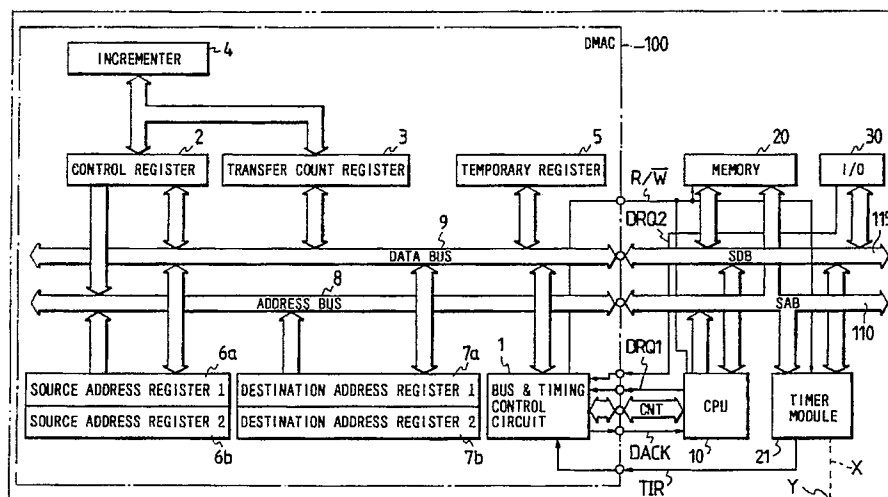 DMAC
100
INCREMENTER
4
2
3
5
20
30
CONTROL REGISTER
TRANSFER COUNT REGISTER
TEMPORARY REGISTER
MEMORY
I/O
R/W̅
DRQ2
9
119
DATA BUS
SDB
8
ADDRESS BUS
SAB
110
6a
7a
1
DRQ1
SOURCE ADDRESS REGISTER 1
SOURCE ADDRESS REGISTER 2
DESTINATION ADDRESS REGISTER 1
DESTINATION ADDRESS REGISTER 2
BUS & TIMING
CONTROL
CIRCUIT
CNT
CPU
TIMER
MODULE
6b
7b
DACK
10
21
X
Y
TIR